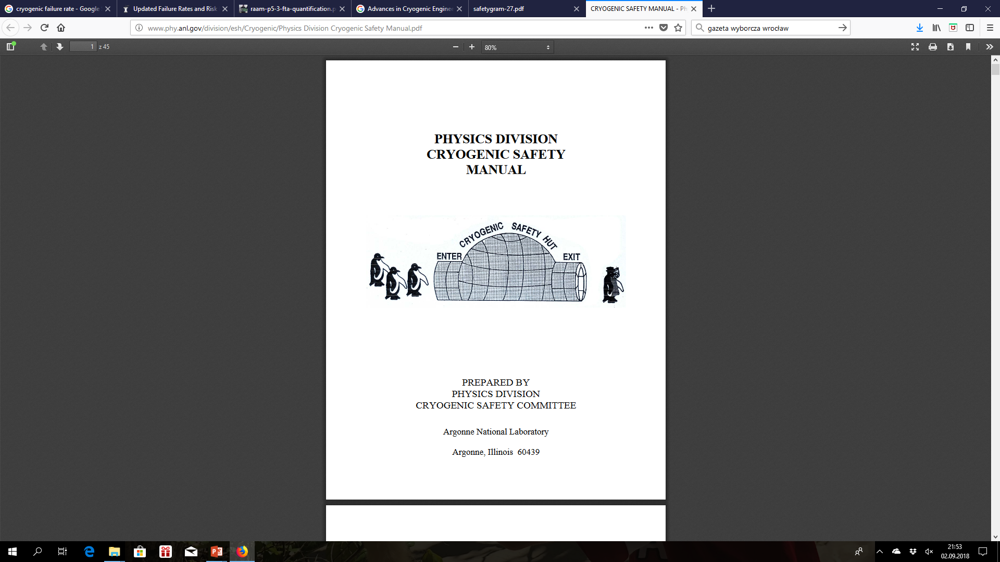 cryogenic failure rate - Google
Updated Failure Rates and Risk
raam-p5-3-fta-quantification.p
Advances in Cryogenic Enginee
safetygram-27.pdf
CRYOGENIC SAFETY MANUAL - Ph
www.phy.anl.gov/division/esh/Cryogenic/Physics Division Cryogenic Safety Manual.pdf
gazeta wyborcza wrocław
1 z 45
80%
PHYSICS DIVISION
CRYOGENIC SAFETY
MANUAL
CRYOGENIC SAFETY HUT
ENTER
EXIT
PREPARED BY
PHYSICS DIVISION
CRYOGENIC SAFETY COMMITTEE
Argonne National Laboratory
Argonne, Illinois 60439
21:53
02.09.2018